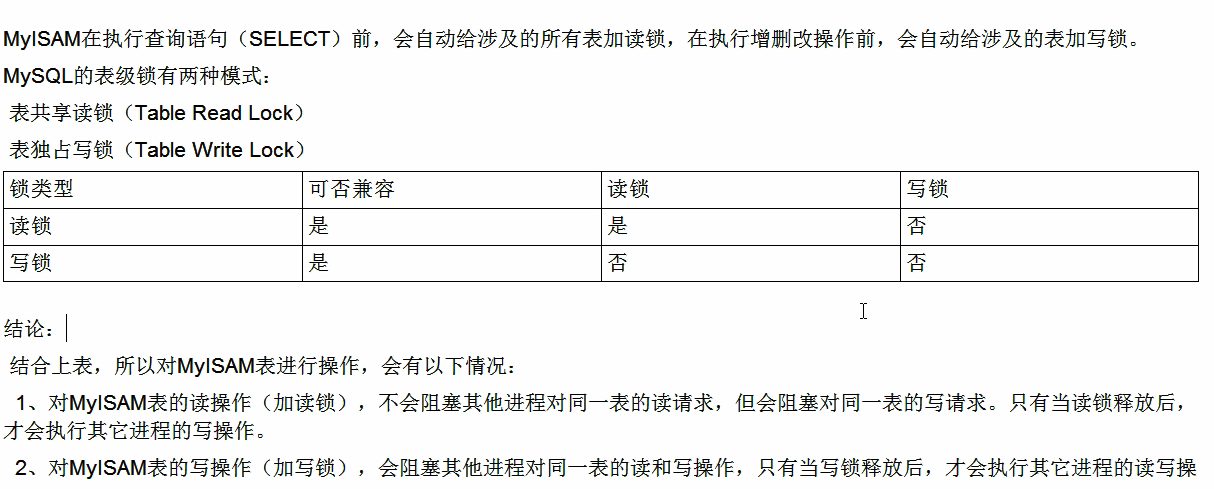 MyISAM在执行查询语句（SELECT）前，会自动给涉及的所有表加读锁，在执行增删改操作前，会自动给涉及的表加写锁。
MySQL的表级锁有两种模式：
表共享读锁（Table Read Lock）
表独占写锁（Table Write Lock）
锁类型 可否兼容 读锁 写锁
读锁 是 是 否
写锁 是 否 否
结论：
结合上表，所以对MyISAM表进行操作，会有以下情况：
1、对MyISAM表的读操作（加读锁），不会阻塞其他进程对同一表的读请求，但会阻塞对同一表的写请求。只有当读锁释放后，
才会执行其它进程的写操作。
2、对MyISAM表的写操作（加写锁），会阻塞其他进程对同一表的读和写操作，只有当写锁释放后，才会执行其它进程的读写操